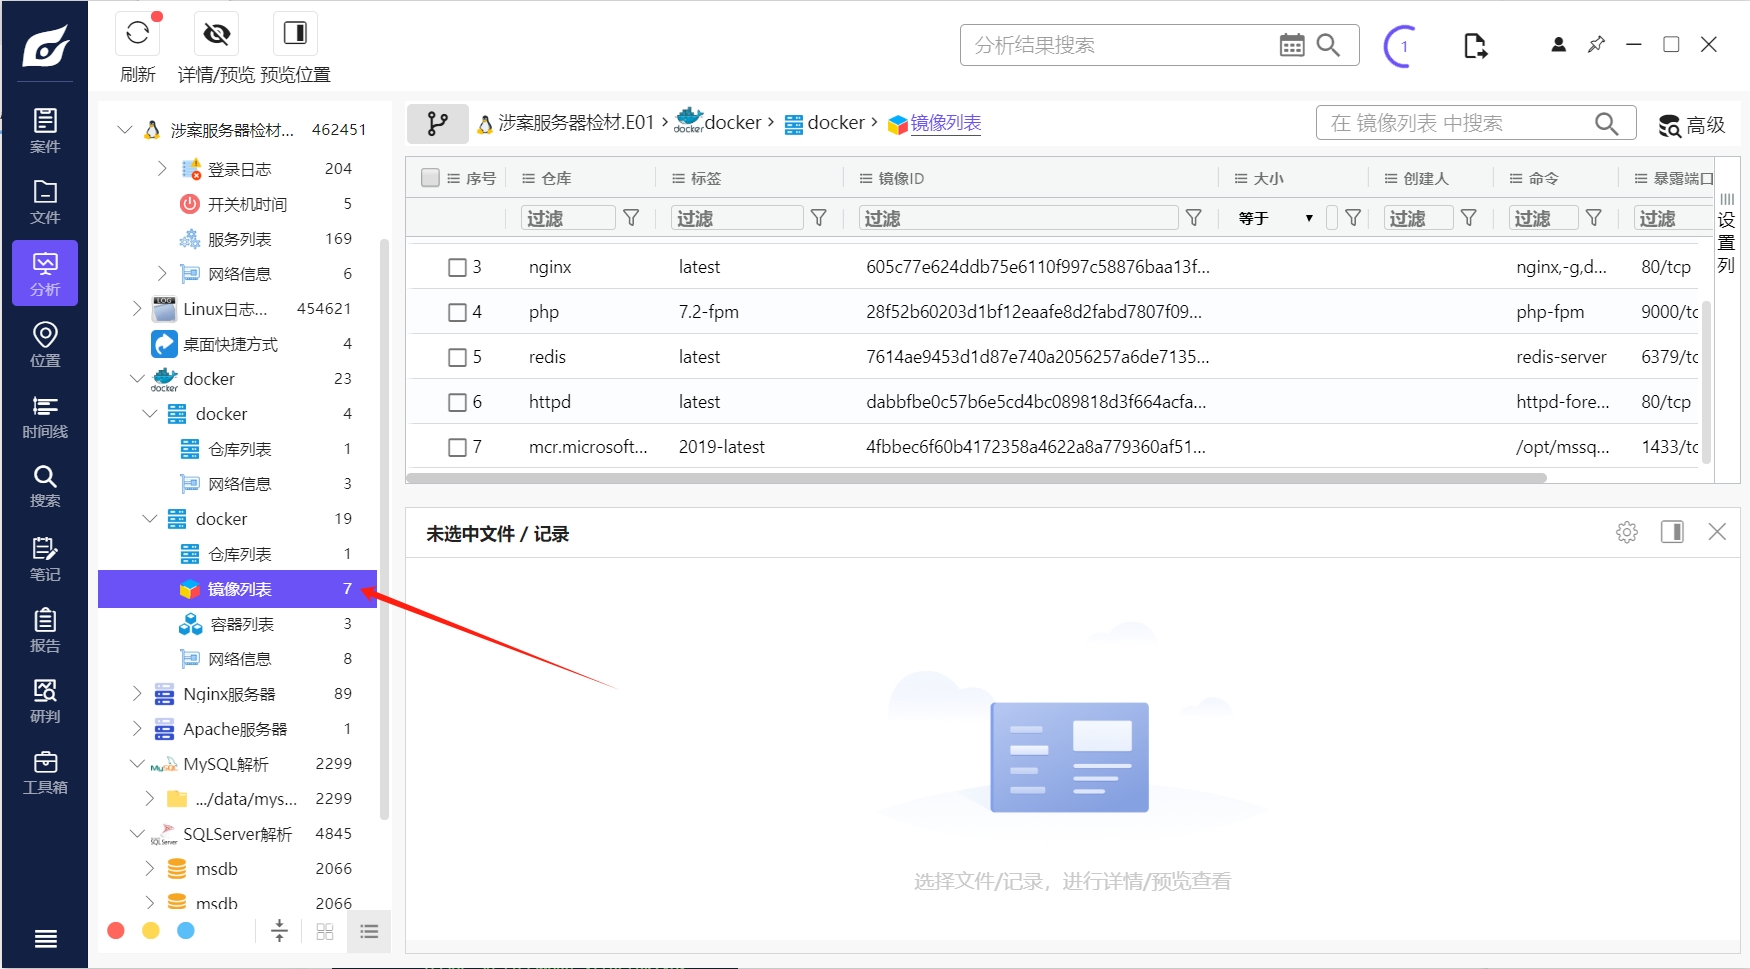 刷新
详情/预览
预览位置
分析结果搜索
1
案件
文件
分析
位置
时间线
搜索
笔记
报告
研判
工具箱
涉案服务器检材... 462451
登录日志 204
开关机时间 5
服务列表 169
网络信息 6
Linux日志... 454621
桌面快捷方式 4
docker 23
docker 4
仓库列表 1
网络信息 3
docker 19
仓库列表 1
镜像列表 7
容器列表 3
网络信息 8
Nginx服务器 89
Apache服务器 1
MySQL解析 2299
.../data/mys... 2299
SQLServer解析 4845
msdb 2066
msdb 2066
涉案服务器检材.E01 › docker › docker › 镜像列表
在 镜像列表 中搜索
高级
序号 仓库 标签 镜像ID 大小 创建人 命令 暴露端口
过滤 过滤 过滤 等于 过滤 过滤 过滤
设置列
3 nginx latest 605c77e624ddb75e6110f997c58876baa13f... nginx,-g,d... 80/tcp
4 php 7.2-fpm 28f52b60203d1bf12eaafe8d2fabd7807f09... php-fpm 9000/tc
5 redis latest 7614ae9453d1d87e740a2056257a6de7135... redis-server 6379/tc
6 httpd latest dabbfbe0c57b6e5cd4bc089818d3f664acfa... httpd-fore... 80/tcp
7 mcr.microsoft... 2019-latest 4fbbec6f60b4172358a4622a8a779360af51... /opt/mssq... 1433/tc
未选中文件 / 记录
选择文件/记录，进行详情/预览查看